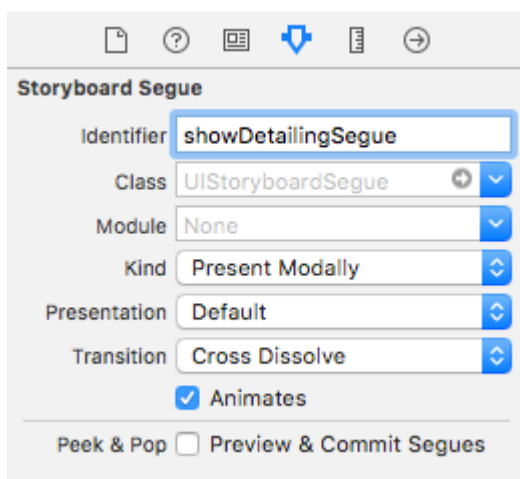 Storyboard Segue
Identifier showDetailingSegue
Class UIStoryboardSegue
Module None
Kind Present Modally
Presentation Default
Transition Cross Dissolve
Animates
Peek & Pop Preview & Commit Segues